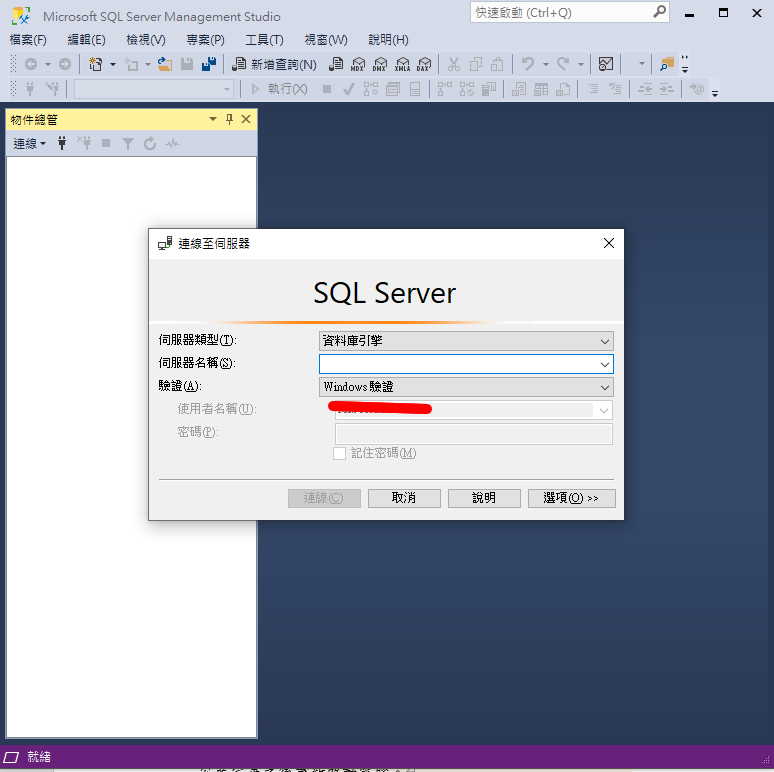 Microsoft SQL Server Management Studio
快速啟動 (Ctrl+Q)
檔案(F) 編輯(E) 檢視(V) 專案(P) 工具(T) 視窗(W) 說明(H)
新增查詢(N) MDX DMX XMLA DAX
執行(X)
物件總管
連線
連線至伺服器
SQL Server
伺服器類型(T): 資料庫引擎
伺服器名稱(S):
驗證(A): Windows 驗證
使用者名稱(U):
密碼(P):
記住密碼(M)
連線(C) 取消 說明 選項(O) >>
就緒